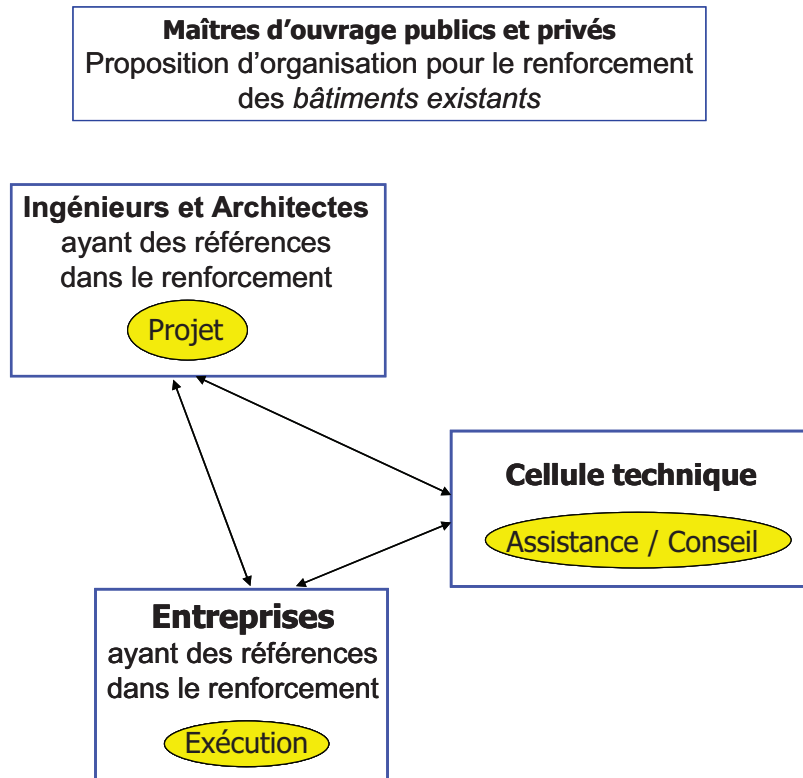 Maîtres d’ouvrage publics et privés
Proposition d’organisation pour le renforcement
des bâtiments existants
Ingénieurs et Architectes
ayant des références
dans le renforcement
Projet
Cellule technique
Assistance / Conseil
Entreprises
ayant des références
dans le renforcement
Exécution